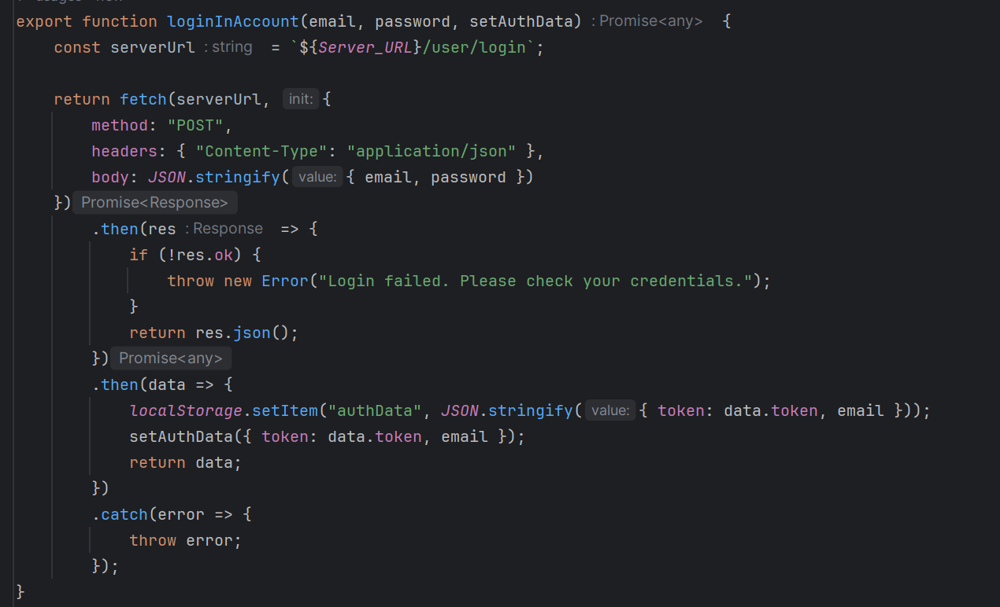 export function loginInAccount(email, password, setAuthData) : Promise<any> {
const serverUrl : string = `${Server_URL}/user/login`;
return fetch(serverUrl, init: {
method: "POST",
headers: { "Content-Type": "application/json" },
body: JSON.stringify( value: { email, password })
}) Promise<Response>
.then(res : Response => {
if (!res.ok) {
throw new Error("Login failed. Please check your credentials.");
}
return res.json();
}) Promise<any>
.then(data => {
localStorage.setItem("authData", JSON.stringify( value: { token: data.token, email }));
setAuthData({ token: data.token, email });
return data;
})
.catch(error => {
throw error;
});
}